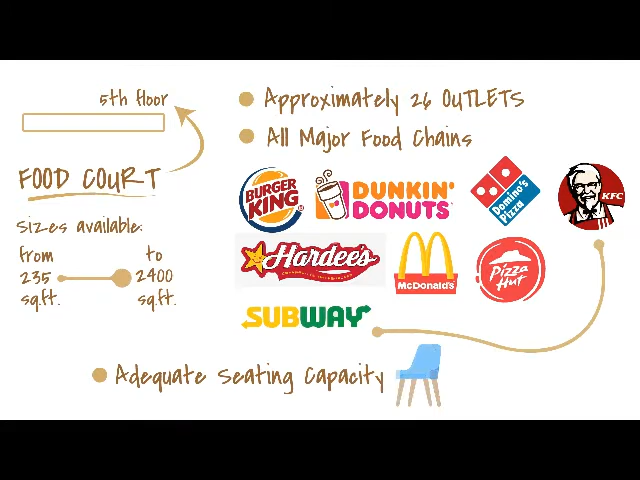 5th floor
FOOD COURT
Sizes available:
from to
235 2400
sq.ft. sq.ft.
Approximately 26 OUTLETS
All Major Food Chains
BURGER
KING
DUNKIN'
DONUTS
Domino's
Pizza
KFC
Hardee's
McDonald's
Pizza
Hut
SUBWAY
Adequate Seating Capacity